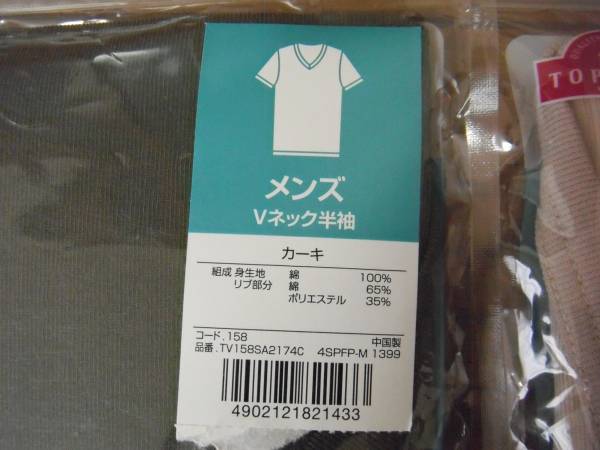 メンズ
Vネック半袖
カーキ
組成 身生地 綿 100%
リブ部分 綿 65%
ポリエステル 35%
コード.158 中国製
品番.TV158SA2174C 4SPFP-M 1399
4902121821433
TOP